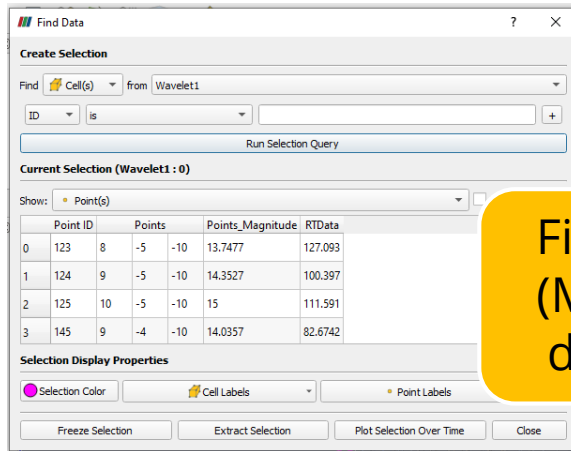 Find Data ? ×
Create Selection
Find Cell(s) from Wavelet1
ID is +
Run Selection Query
Current Selection (Wavelet1 : 0)
Show: Point(s)
Point ID Points Points_Magnitude RTData
0 123 8 -5 -10 13.7477 127.093
1 124 9 -5 -10 14.3527 100.397
2 125 10 -5 -10 15 111.591
3 145 9 -4 -10 14.0357 82.6742
Selection Display Properties
Selection Color Cell Labels Point Labels
Freeze Selection Extract Selection Plot Selection Over Time Close